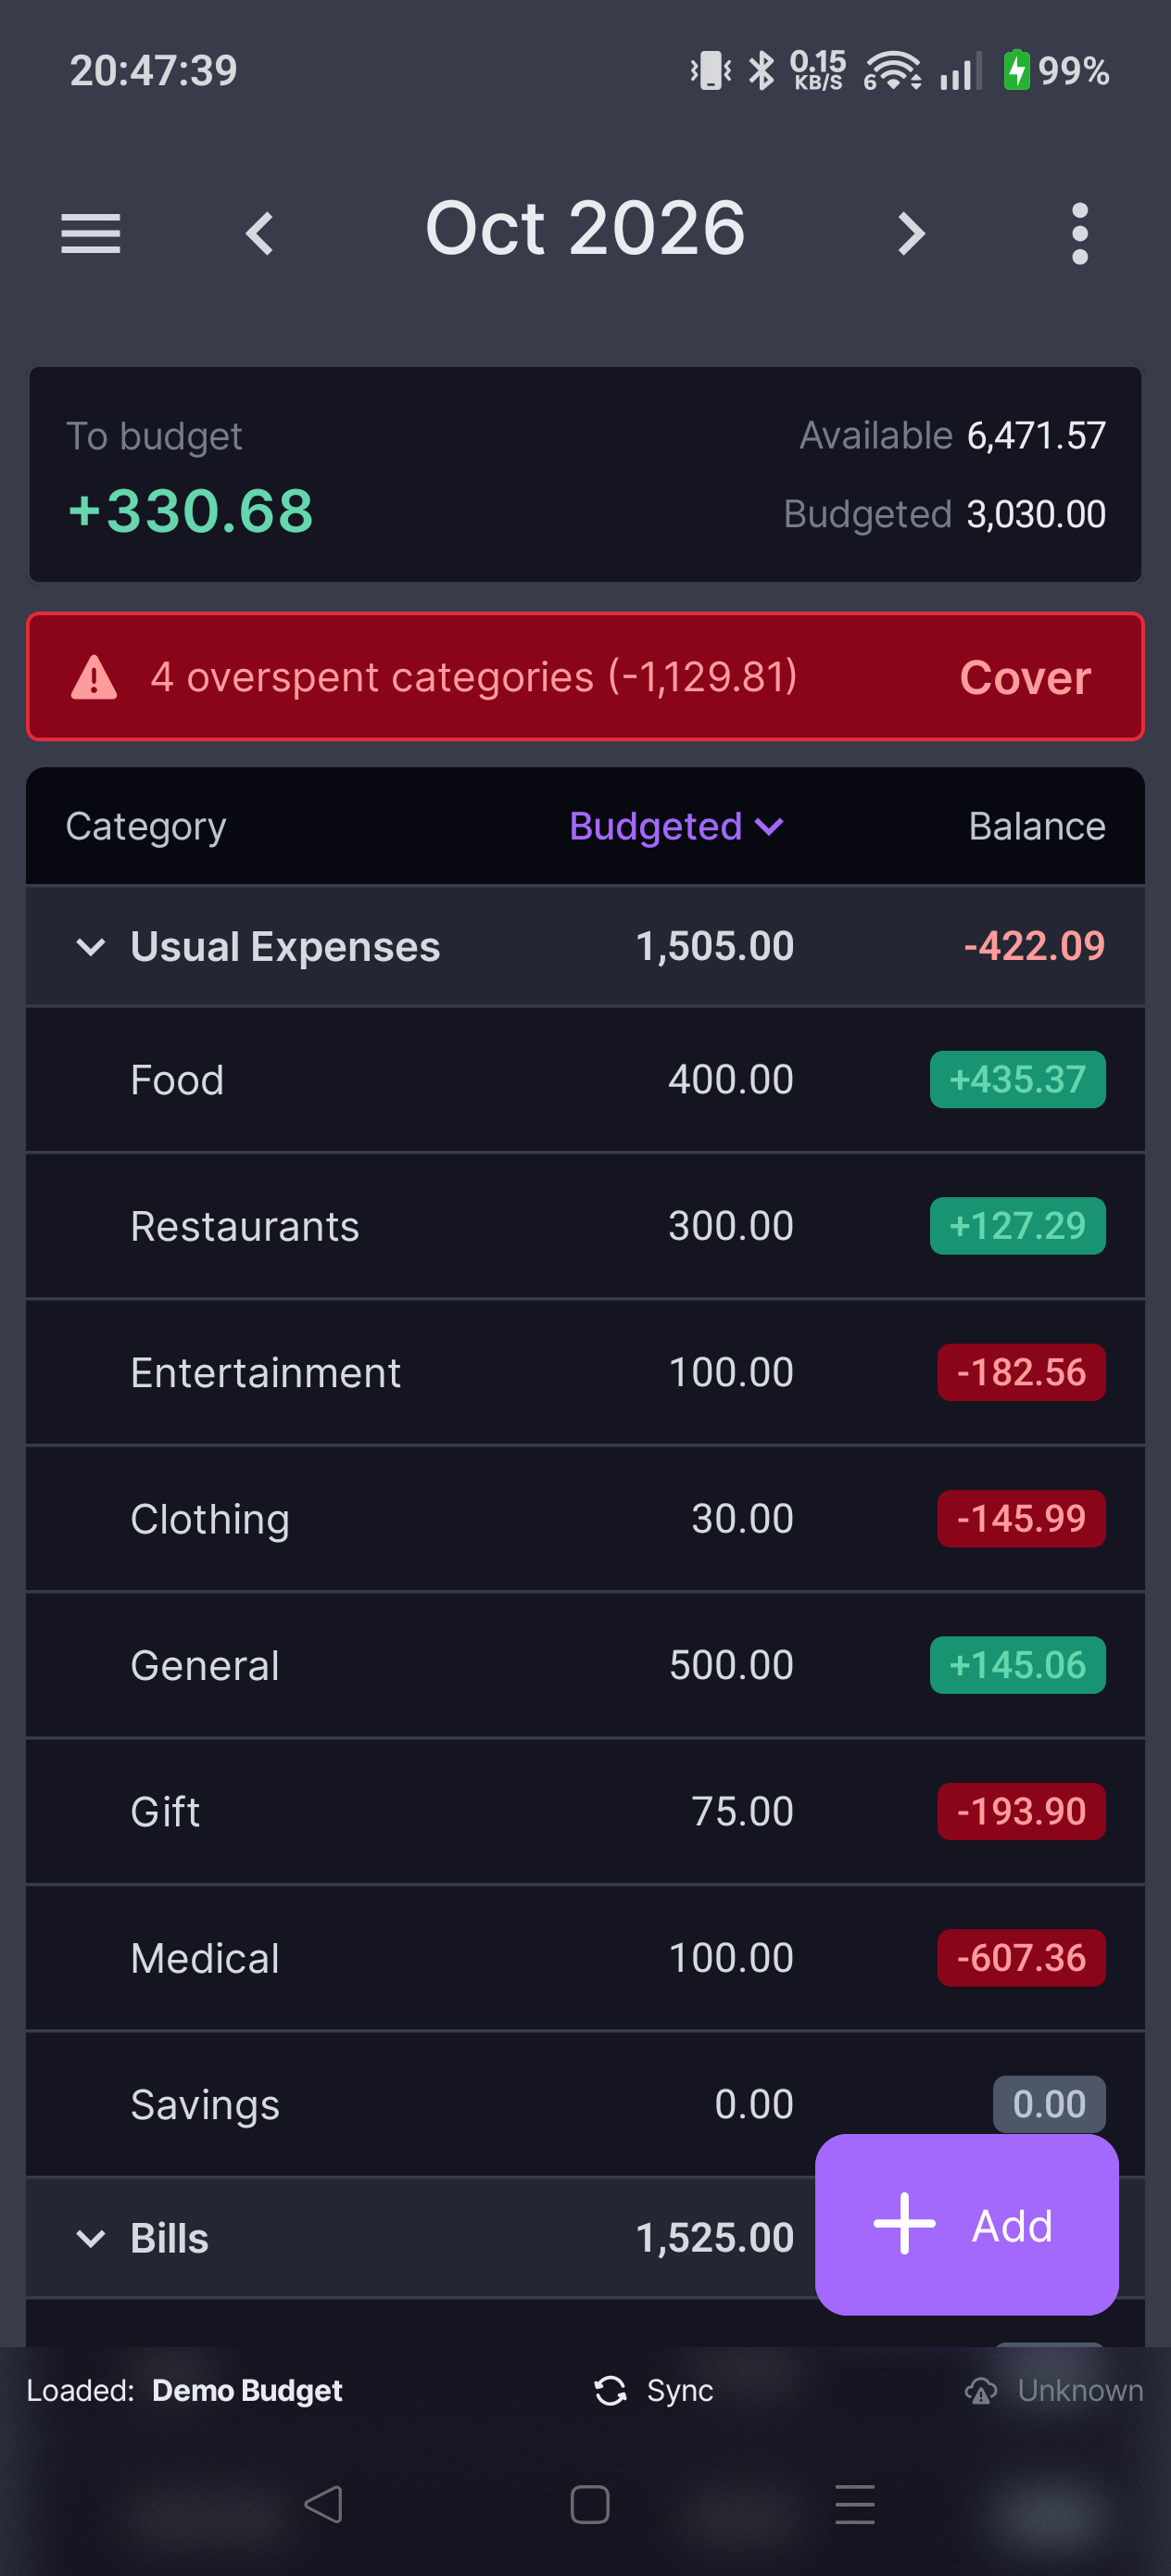 20:47:39 0.15 KB/S 6 99%
Oct 2026
To budget Available 6,471.57
+330.68 Budgeted 3,030.00
4 overspent categories (-1,129.81) Cover
Category Budgeted Balance
Usual Expenses 1,505.00 -422.09
Food 400.00 +435.37
Restaurants 300.00 +127.29
Entertainment 100.00 -182.56
Clothing 30.00 -145.99
General 500.00 +145.06
Gift 75.00 -193.90
Medical 100.00 -607.36
Savings 0.00 0.00
Bills 1,525.00 Add
Loaded: Demo Budget Sync Unknown